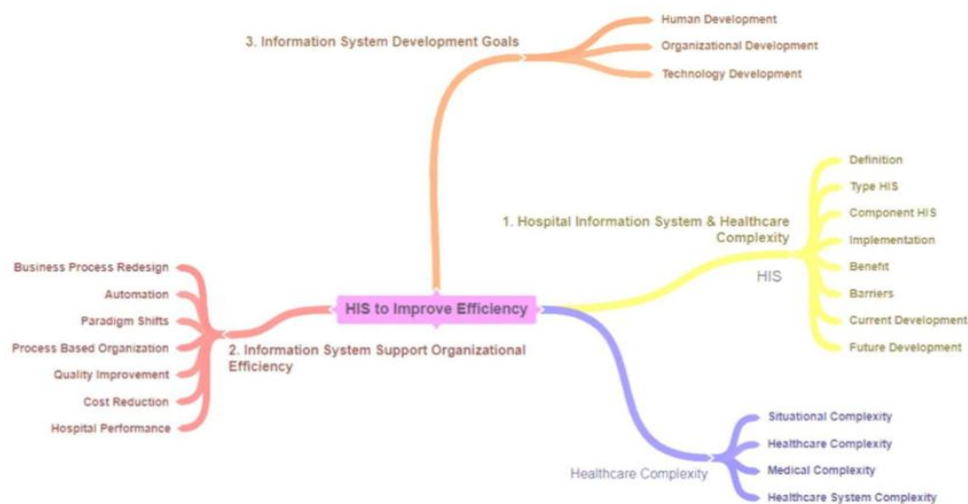 Human Development
3. Information System Development Goals
Organizational Development
Technology Development
Definition
Type HIS
1. Hospital Information System & Healthcare
Complexity
Component HIS
Implementation
HIS
Benefit
Barriers
Current Development
Future Development
Business Process Redesign
Automation
Paradigm Shifts
Process Based Organization
Quality Improvement
Cost Reduction
Hospital Performance
HIS to Improve Efficiency
2. Information System Support Organizational
Efficiency
Situational Complexity
Healthcare Complexity
Healthcare Complexity
Medical Complexity
Healthcare System Complexity